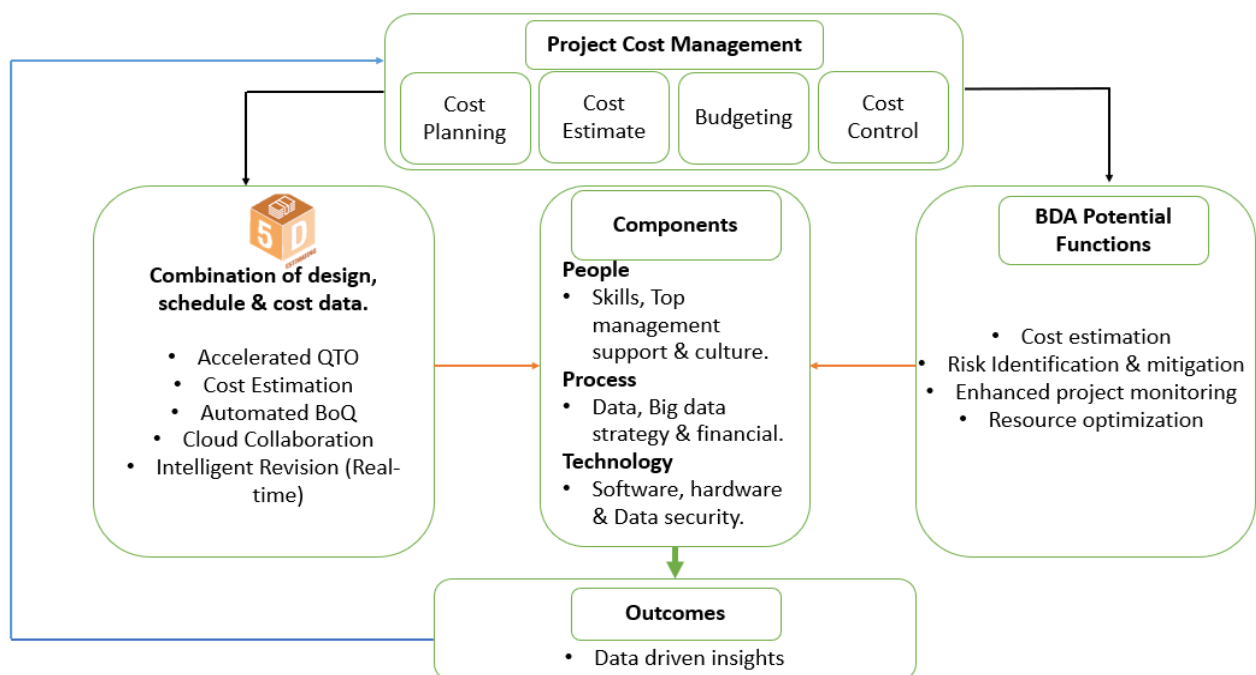 Project Cost Management
Cost
Planning
Cost
Estimate
Budgeting
Cost
Control
5
D
ESTIMATING
Combination of design,
schedule & cost data.
• Accelerated QTO
• Cost Estimation
• Automated BoQ
• Cloud Collaboration
• Intelligent Revision (Real-
time)
Components
People
• Skills, Top
management
support & culture.
Process
• Data, Big data
strategy & financial.
Technology
• Software, hardware
& Data security.
BDA Potential
Functions
• Cost estimation
• Risk Identification & mitigation
• Enhanced project monitoring
• Resource optimization
Outcomes
• Data driven insights